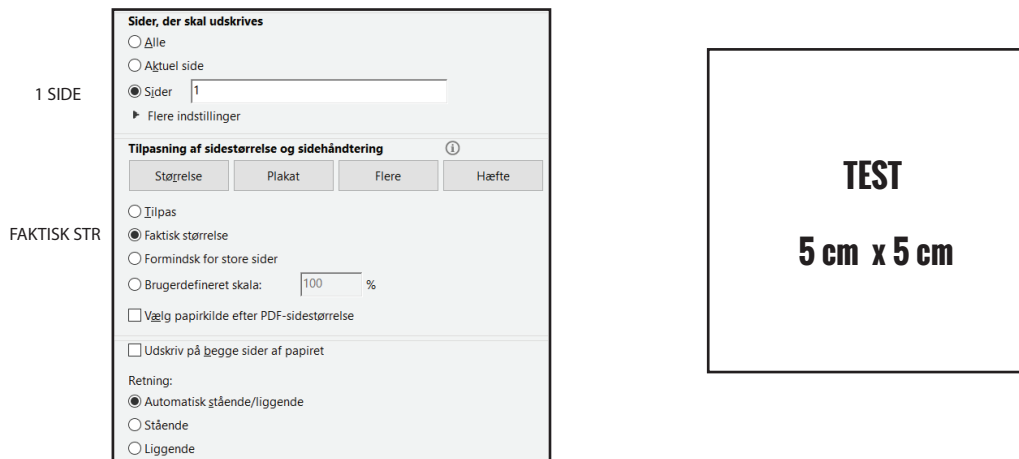 Sider, der skal udskrives
Alle
Aktuel side
1 SIDE
Sider 1
Flere indstillinger
Tilpasning af sidestørrelse og sidehåndtering
Størrelse Plakat Flere Hæfte
Tilpas
FAKTISK STR
Faktisk størrelse
Formindsk for store sider
Brugerdefineret skala: 100 %
Vælg papirkilde efter PDF-sidestørrelse
Udskriv på begge sider af papiret
Retning:
Automatisk stående/liggende
Stående
Liggende
TEST
5 cm x 5 cm